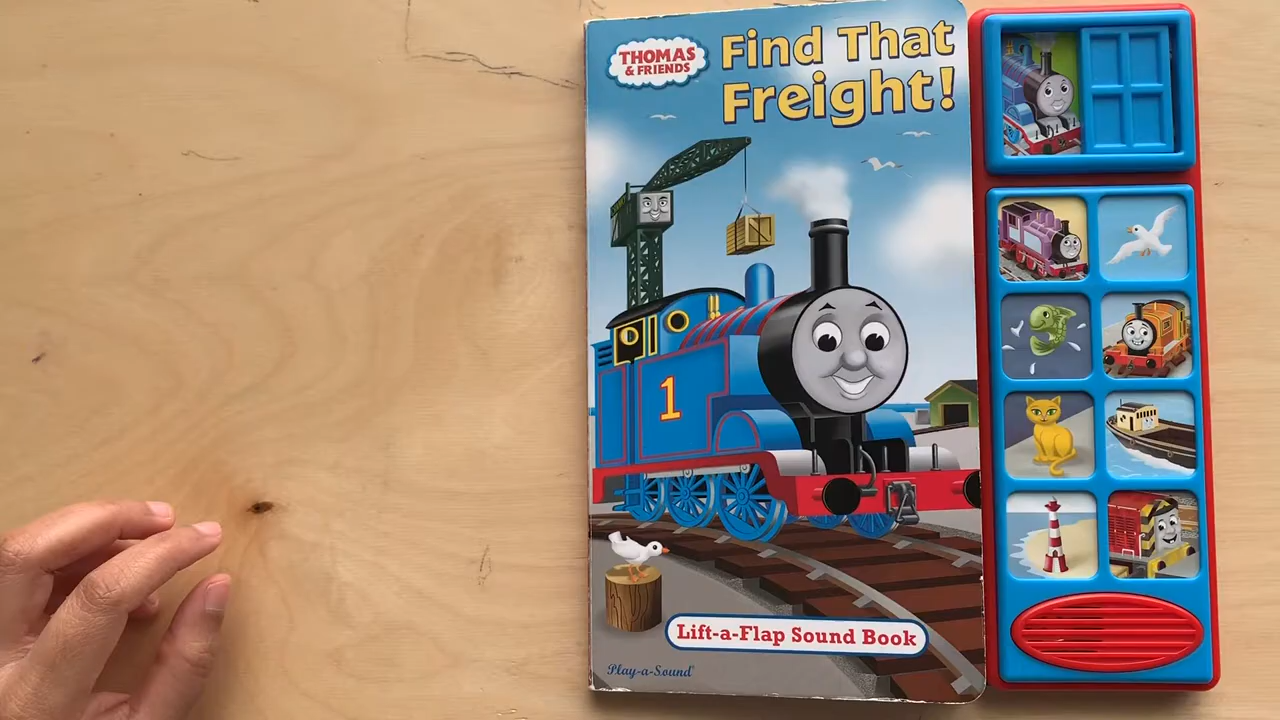 THOMAS
& FRIENDS
Find That
Freight!
1
Lift-a-Flap Sound Book
Play-a-Sound